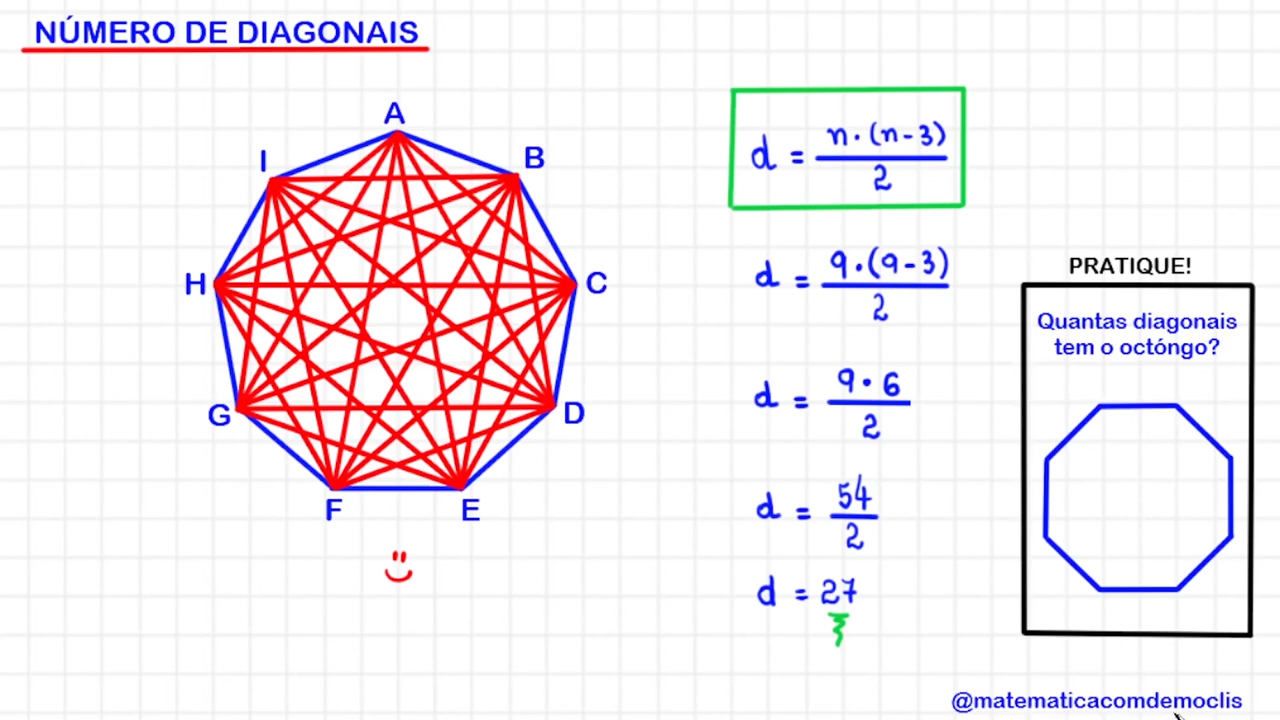 NÚMERO DE DIAGONAIS
A
I
B
H
C
G
D
F
E
d = n·(n-3)/2
d = 9·(9-3)/2
d = 9·6/2
d = 54/2
d = 27
PRATIQUE!
Quantas diagonais
tem o octóngo?
@matematicacomdemoclis